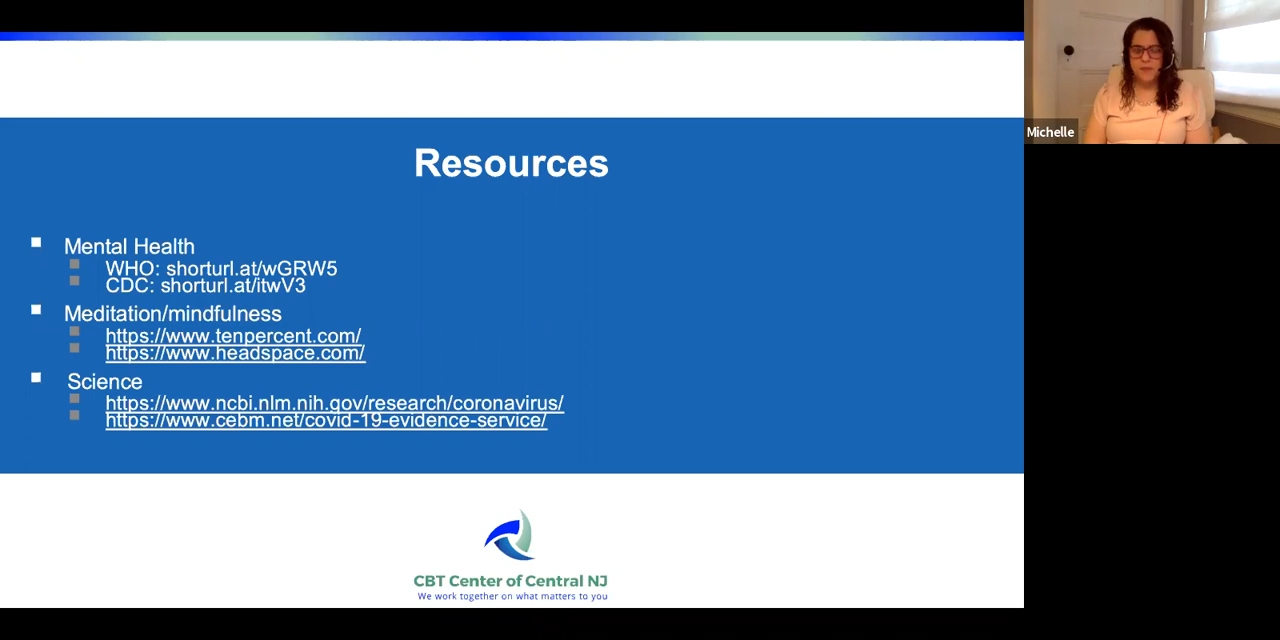 Resources
Mental Health
WHO: shorturl.at/wGRW5
CDC: shorturl.at/itwV3
Meditation/mindfulness
https://www.tenpercent.com/
https://www.headspace.com/
Science
https://www.ncbi.nlm.nih.gov/research/coronavirus/
https://www.cebm.net/covid-19-evidence-service/
CBT Center of Central NJ
We work together on what matters to you
Michelle